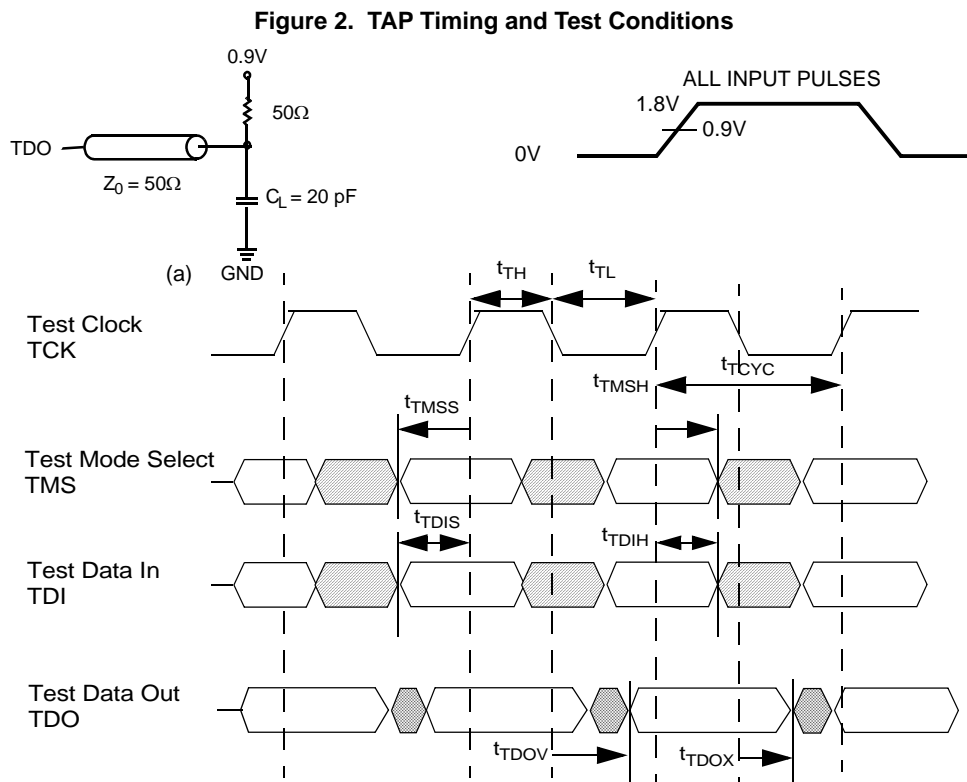 Figure 2. TAP Timing and Test Conditions
0.9V
50Ω
TDO
Z0 = 50Ω
CL = 20 pF
(a)
GND
ALL INPUT PULSES
1.8V
0.9V
0V
tTH
tTL
Test Clock
TCK
tTCYC
tTMSH
tTMSS
Test Mode Select
TMS
tTDIS
tTDIH
Test Data In
TDI
Test Data Out
TDO
tTDOV
tTDOX